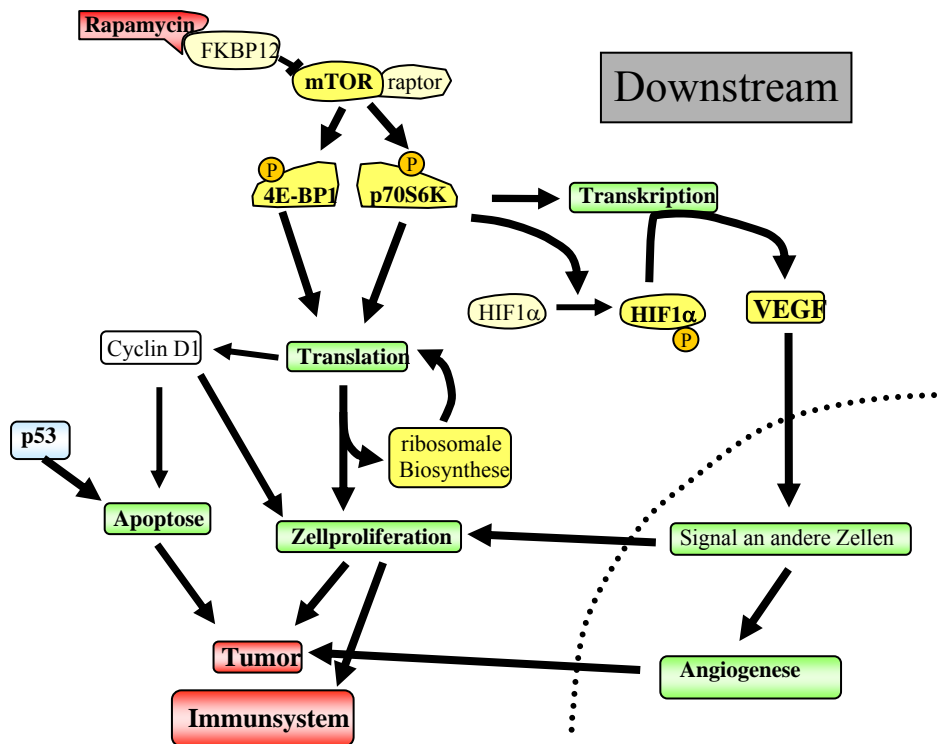 Rapamycin
FKBP12
mTOR
raptor
Downstream
P
4E-BP1
P
p70S6K
Transkription
HIF1α
HIF1α
P
VEGF
Cyclin D1
Translation
p53
ribosomale
Biosynthese
Apoptose
Zellproliferation
Signal an andere Zellen
Tumor
Angiogenese
Immunsystem